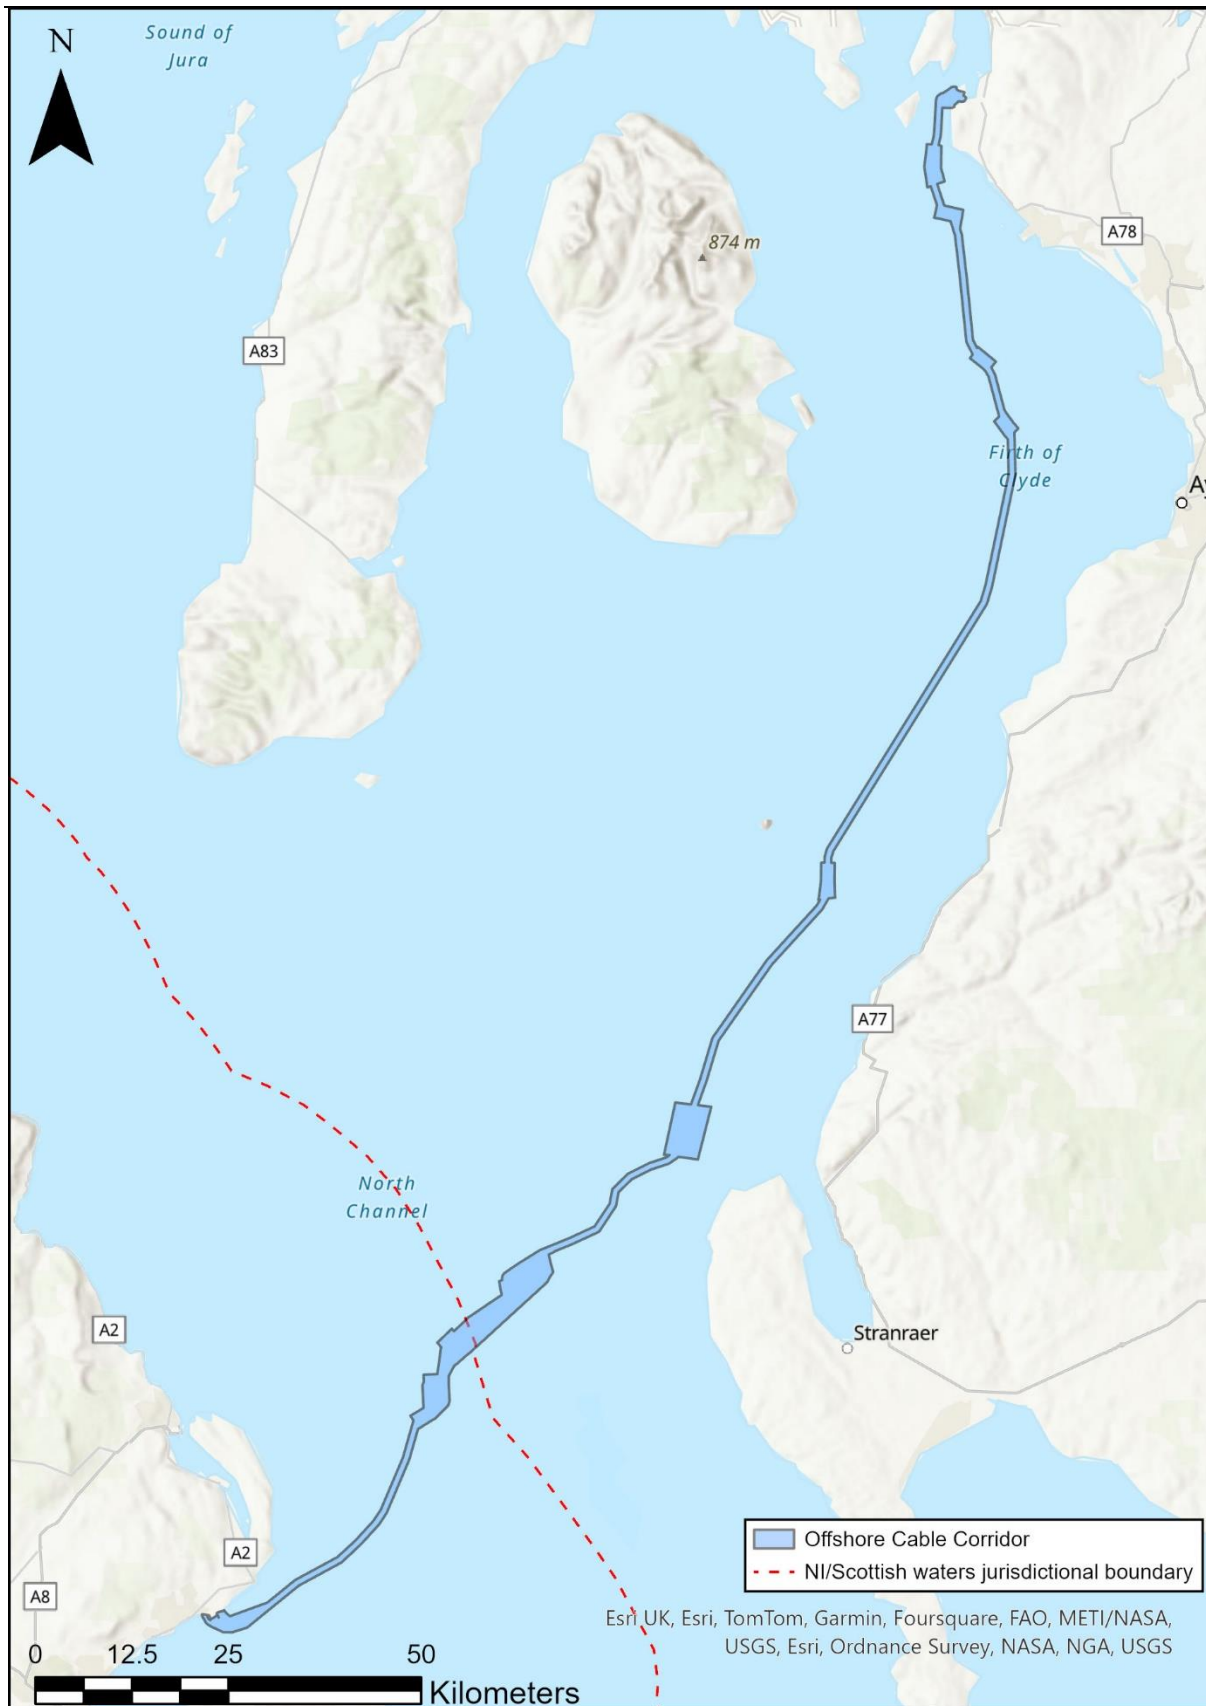 Sound of
Jura
N
874 m
A78
A83
Firth of
Clyde
Ay
A77
North
Channel
A2
Stranraer
A2
A8
Offshore Cable Corridor
NI/Scottish waters jurisdictional boundary
Esri UK, Esri, TomTom, Garmin, Foursquare, FAO, METI/NASA,
USGS, Esri, Ordnance Survey, NASA, NGA, USGS
0 12.5 25 50
Kilometers